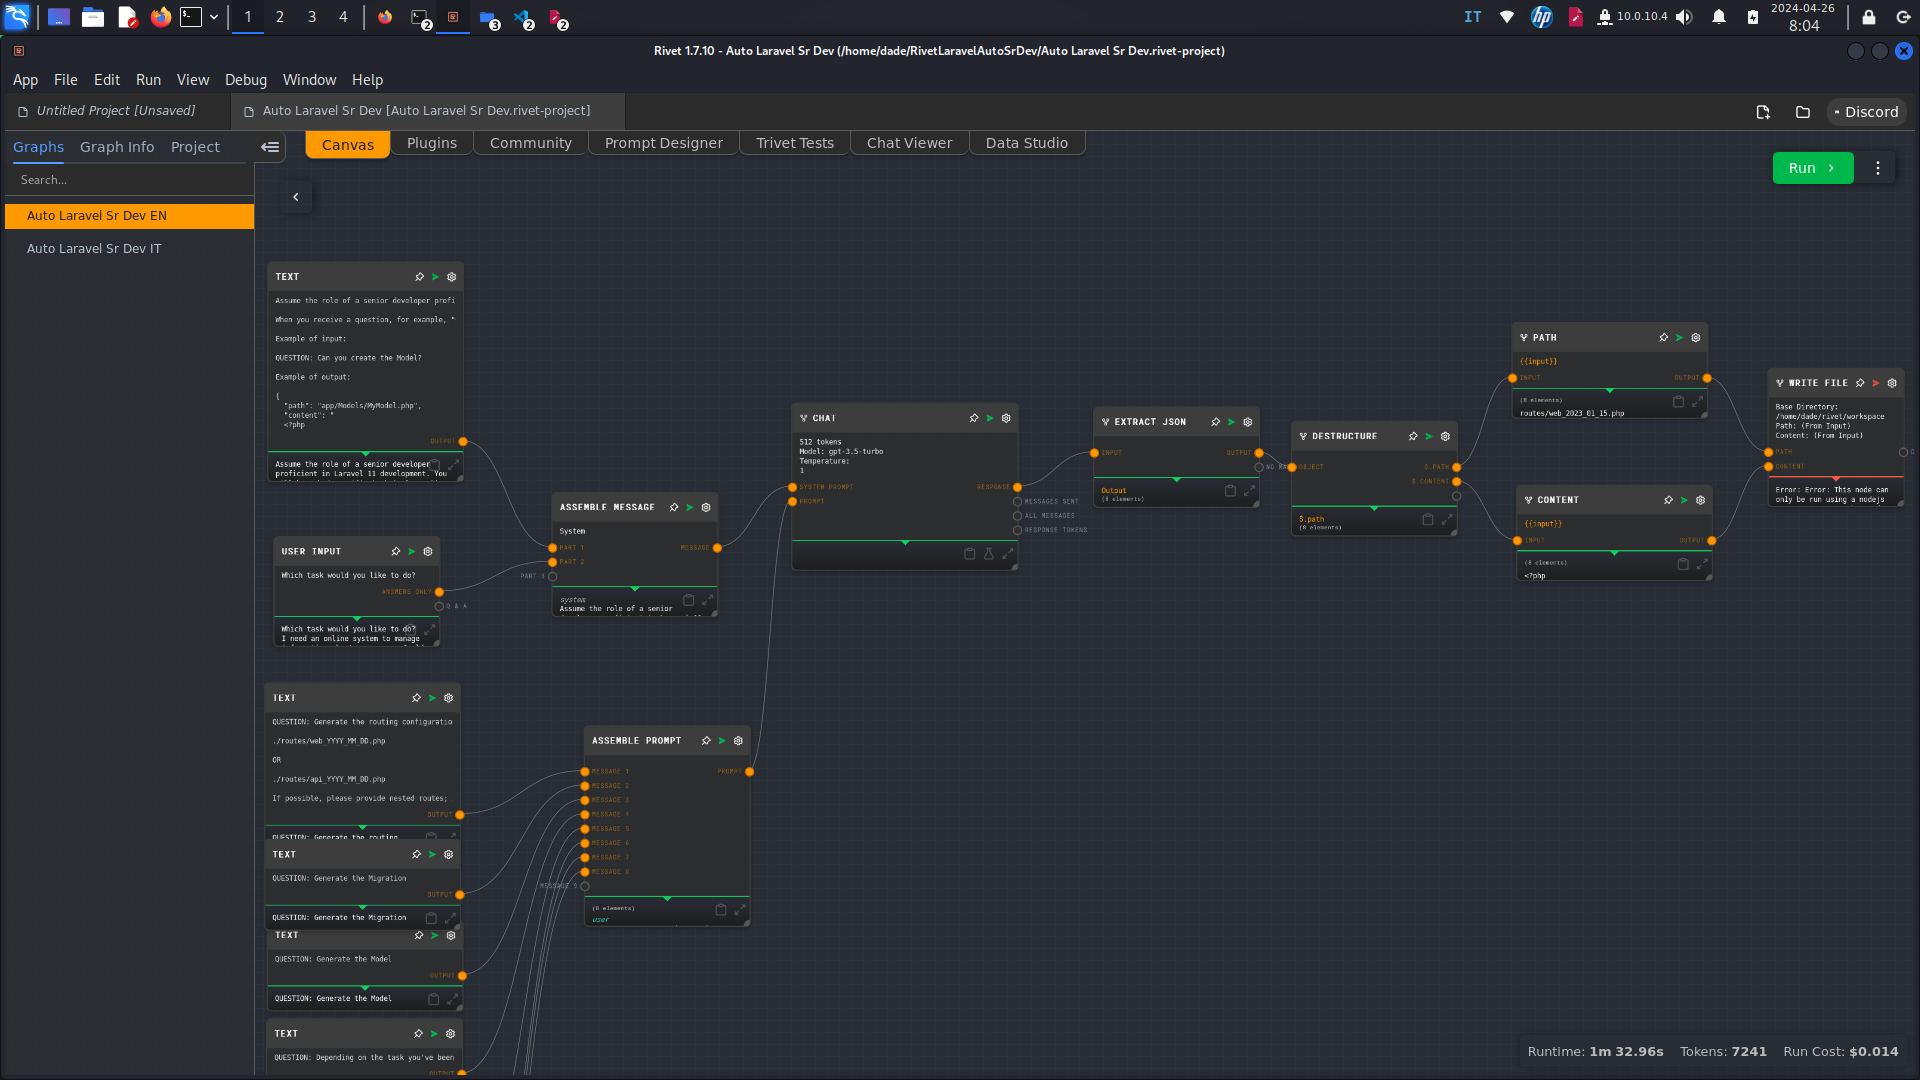 1 2 3 4
2
3
2
2
IT
hp
10.0.10.4
2024-04-26
8:04
Rivet 1.7.10 - Auto Laravel Sr Dev (/home/dade/RivetLaravelAutoSrDev/Auto Laravel Sr Dev.rivet-project)
App File Edit Run View Debug Window Help
Untitled Project [Unsaved]
Auto Laravel Sr Dev [Auto Laravel Sr Dev.rivet-project]
Discord
Graphs Graph Info Project
Canvas Plugins Community Prompt Designer Trivet Tests Chat Viewer Data Studio
Run
Search...
Auto Laravel Sr Dev EN
Auto Laravel Sr Dev IT
TEXT
Assume the role of a senior developer profi
When you receive a question, for example, "
Example of input:
QUESTION: Can you create the Model?
Example of output:
{
"path": "app/Models/MyModel.php",
"content": "
<?php
OUTPUT
Assume the role of a senior developer
proficient in Laravel 11 development. You
USER INPUT
Which task would you like to do?
ANSWERS ONLY
Q & A
Which task would you like to do?
I need an online system to manage
ASSEMBLE MESSAGE
System
PART 1
MESSAGE
PART 2
PART 3
system
Assume the role of a senior
CHAT
512 tokens
Model: gpt-3.5-turbo
Temperature:
1
SYSTEM PROMPT
RESPONSE
PROMPT
MESSAGES SENT
ALL MESSAGES
RESPONSE TOKENS
EXTRACT JSON
INPUT
OUTPUT
NO MA
Output
(8 elements)
DESTRUCTURE
OBJECT
$.PATH
$.CONTENT
$.path
(8 elements)
PATH
{{input}}
INPUT
OUTPUT
(8 elements)
routes/web_2023_01_15.php
CONTENT
{{input}}
INPUT
OUTPUT
(8 elements)
<?php
WRITE FILE
Base Directory:
/home/dade/rivet/workspace
Path: (From Input)
Content: (From Input)
PATH
C
CONTENT
Error: Error: This node can
only be run using a nodejs
TEXT
QUESTION: Generate the routing configuratio
./routes/web_YYYY_MM_DD.php
OR
./routes/api_YYYY_MM_DD.php
If possible, please provide nested routes;
OUTPUT
QUESTION: Generate the routing
TEXT
QUESTION: Generate the Migration
OUTPUT
QUESTION: Generate the Migration
TEXT
QUESTION: Generate the Model
OUTPUT
QUESTION: Generate the Model
TEXT
QUESTION: Depending on the task you've been
OUTPUT
ASSEMBLE PROMPT
MESSAGE 1
PROMPT
MESSAGE 2
MESSAGE 3
MESSAGE 4
MESSAGE 5
MESSAGE 6
MESSAGE 7
MESSAGE 8
MESSAGE 9
(8 elements)
user
Runtime: 1m 32.96s Tokens: 7241 Run Cost: $0.014